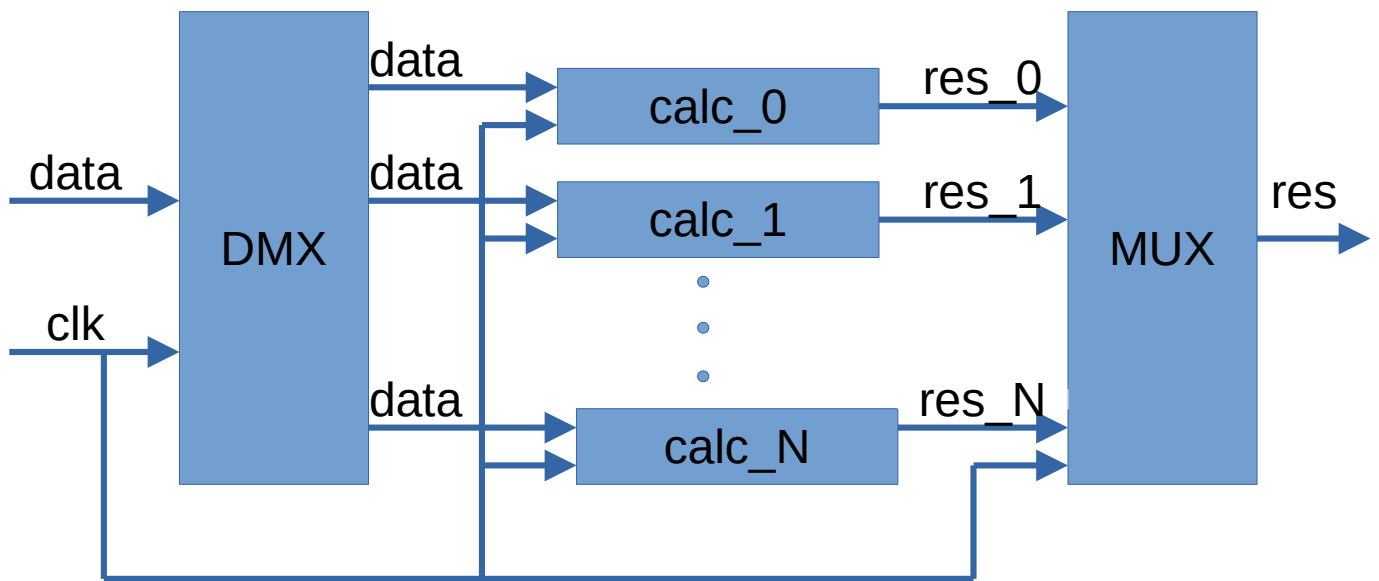 data
clk
DMX
data
data
data
calc_0
calc_1
calc_N
res_0
res_1
res_N
MUX
res